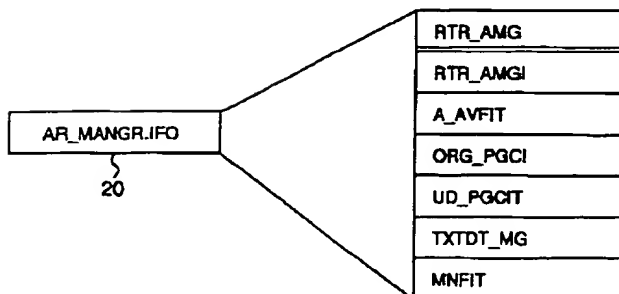 RTR_AMG
RTR_AMGI
A_AVFIT
AR_MANGR.IFO
ORG_PGCI
20
UD_PGCIT
TXTDT_MG
MNFIT